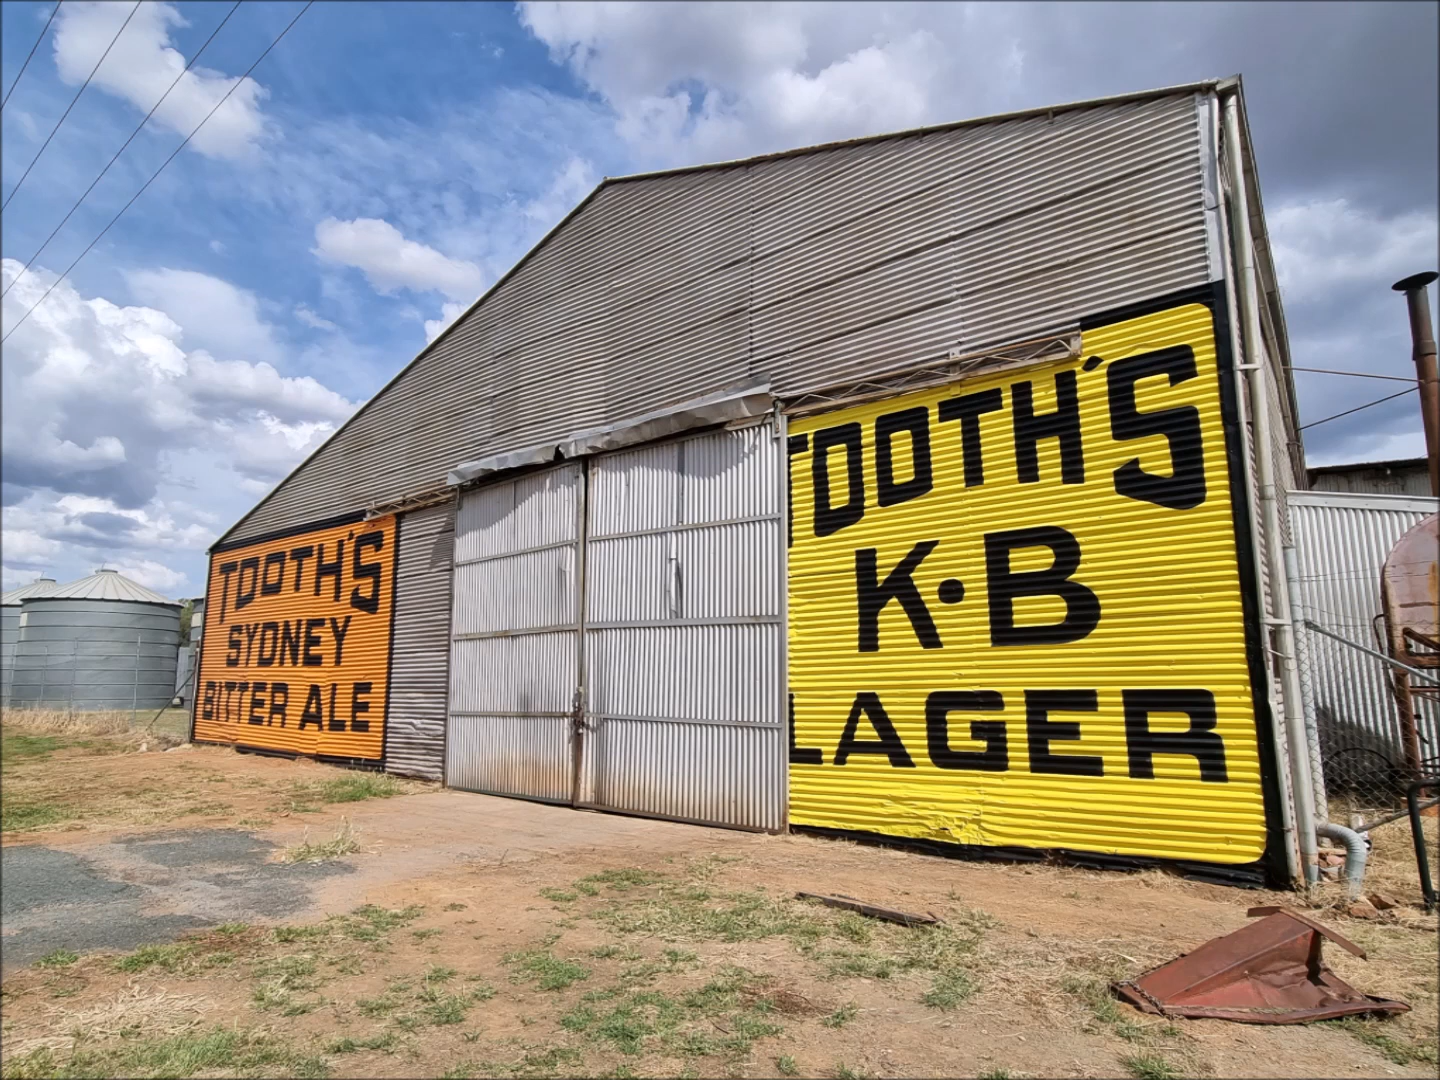 TOOTH'S
SYDNEY
BITTER ALE
TOOTH'S
K·B
LAGER